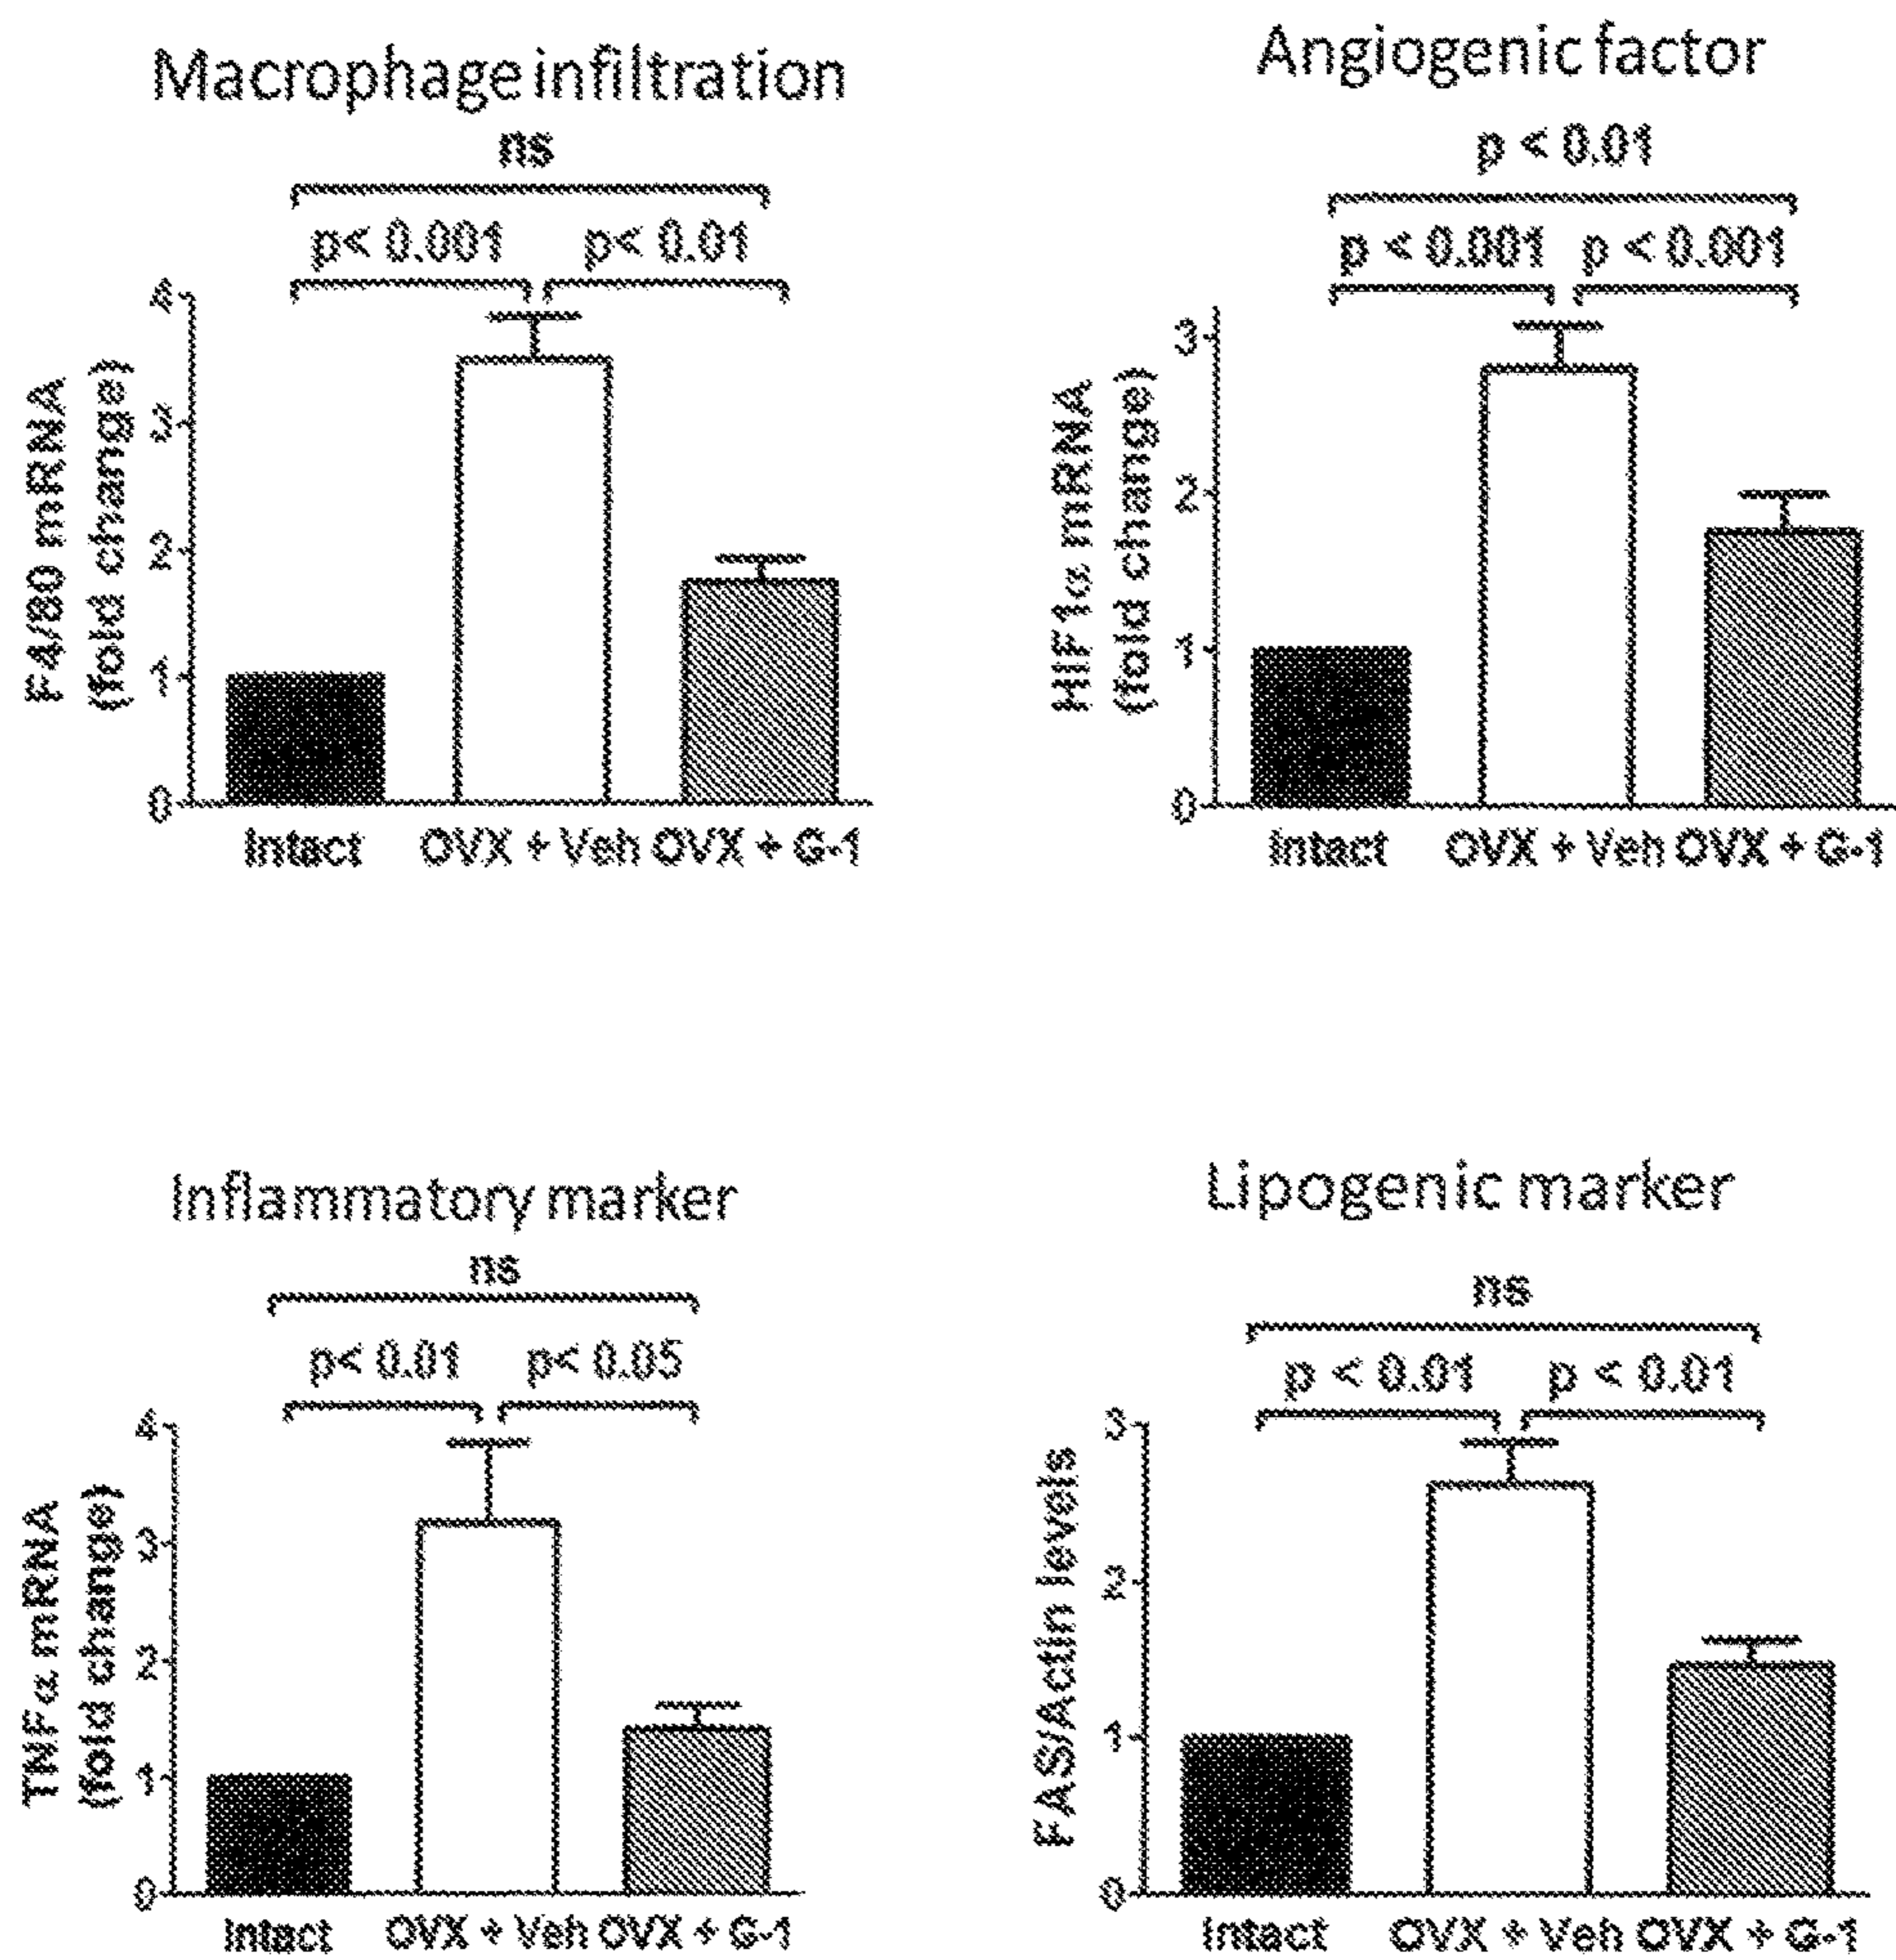 Macrophage infiltration
ns
p< 0.001 p< 0.01
F4/80 mRNA
(fold change)
4
3
2
1
0
Intact OVX + Veh OVX + G-1
Angiogenic factor
p < 0.01
p < 0.001 p < 0.001
HIF1α mRNA
(fold change)
3
2
1
0
Intact OVX + Veh OVX + G-1
Inflammatory marker
ns
p< 0.01 p< 0.05
TNFα mRNA
(fold change)
4
3
2
1
0
Intact OVX + Veh OVX + G-1
Lipogenic marker
ns
p < 0.01 p < 0.01
FAS/Actin levels
3
2
1
0
Intact OVX + Veh OVX + G-1